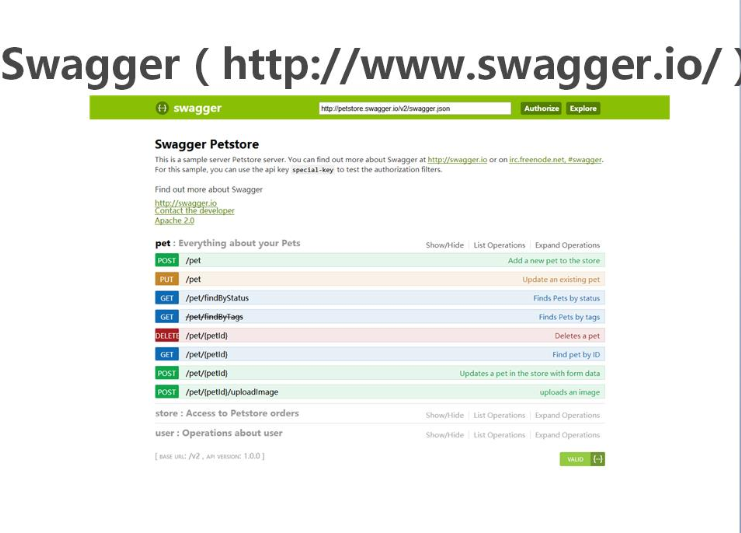 Swagger ( http://www.swagger.io/ )
{···} swagger http://petstore.swagger.io/v2/swagger.json Authorize Explore
Swagger Petstore
This is a sample server Petstore server. You can find out more about Swagger at http://swagger.io or on irc.freenode.net, #swagger.
For this sample, you can use the api key special-key to test the authorization filters.
Find out more about Swagger
http://swagger.io
Contact the developer
Apache 2.0
pet : Everything about your Pets Show/Hide | List Operations | Expand Operations
POST /pet Add a new pet to the store
PUT /pet Update an existing pet
GET /pet/findByStatus Finds Pets by status
GET /pet/findByTags Finds Pets by tags
DELETE /pet/{petId} Deletes a pet
GET /pet/{petId} Find pet by ID
POST /pet/{petId} Updates a pet in the store with form data
POST /pet/{petId}/uploadImage uploads an image
store : Access to Petstore orders Show/Hide | List Operations | Expand Operations
user : Operations about user Show/Hide | List Operations | Expand Operations
[ BASE URL: /v2 , API VERSION: 1.0.0 ] VALID {-}